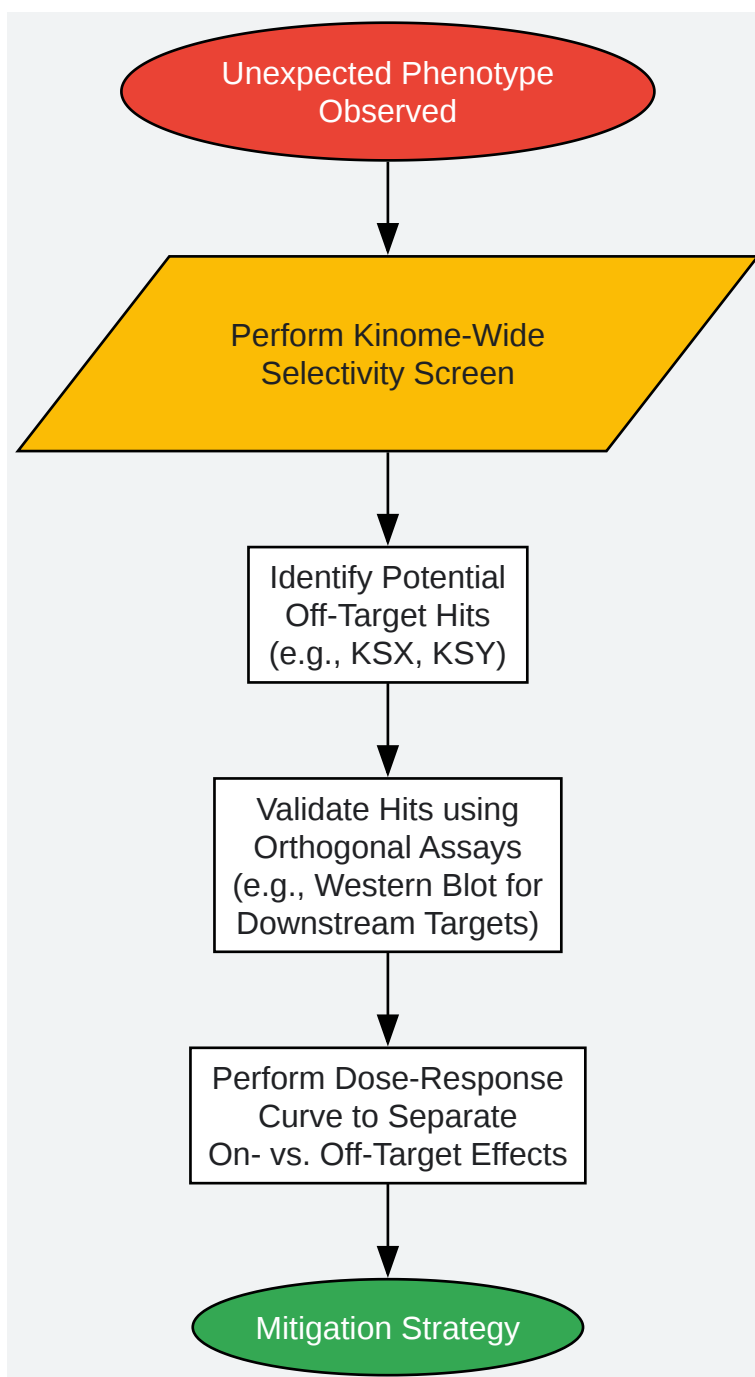 Unexpected Phenotype
Observed
Perform Kinome-Wide
Selectivity Screen
Identify Potential
Off-Target Hits
(e.g., KSX, KSY)
Validate Hits using
Orthogonal Assays
(e.g., Western Blot for
Downstream Targets)
Perform Dose-Response
Curve to Separate
On- vs. Off-Target Effects
Mitigation Strategy